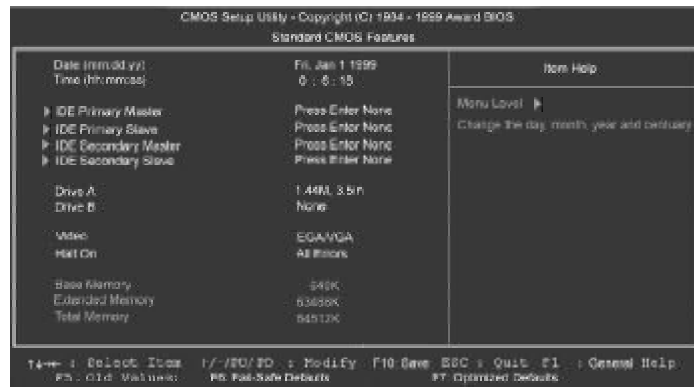 CMOS Setup Utility - Copyright (C) 1984 - 1999 Award BIOS
Standard CMOS Features
Date (mm:dd:yy) Fri, Jan 1 1999
Time (hh:mm:ss)
Item Help
IDE Primary Master Press Enter None
IDE Primary Slave Press Enter None
IDE Secondary Master Press Enter None
IDE Secondary Slave Press Enter None
Menu Level
Change the day, month, year and century
Drive A 1.44M, 3.5in
Drive B None
Video EGA/VGA
Halt On All Errors
Base Memory 640K
Extended Memory
Total Memory 64512K
: Select Item +/-/PU/PD : Modify F10:Save ESC : Quit F1 : General Help
F5 : Old Values: F6: Fail-Safe Defaults F7: Optimized Defaults